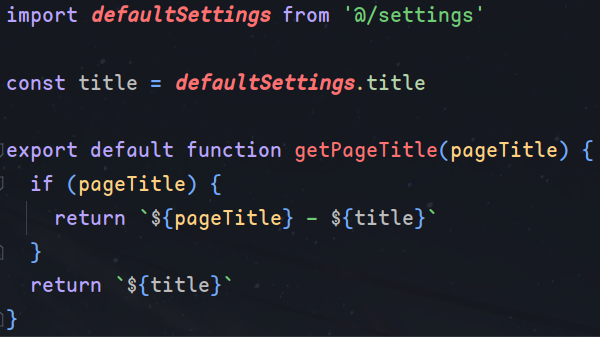 import defaultSettings from '@/settings'
const title = defaultSettings.title
export default function getPageTitle(pageTitle) {
if (pageTitle) {
return `${pageTitle} - ${title}`
}
return `${title}`
}